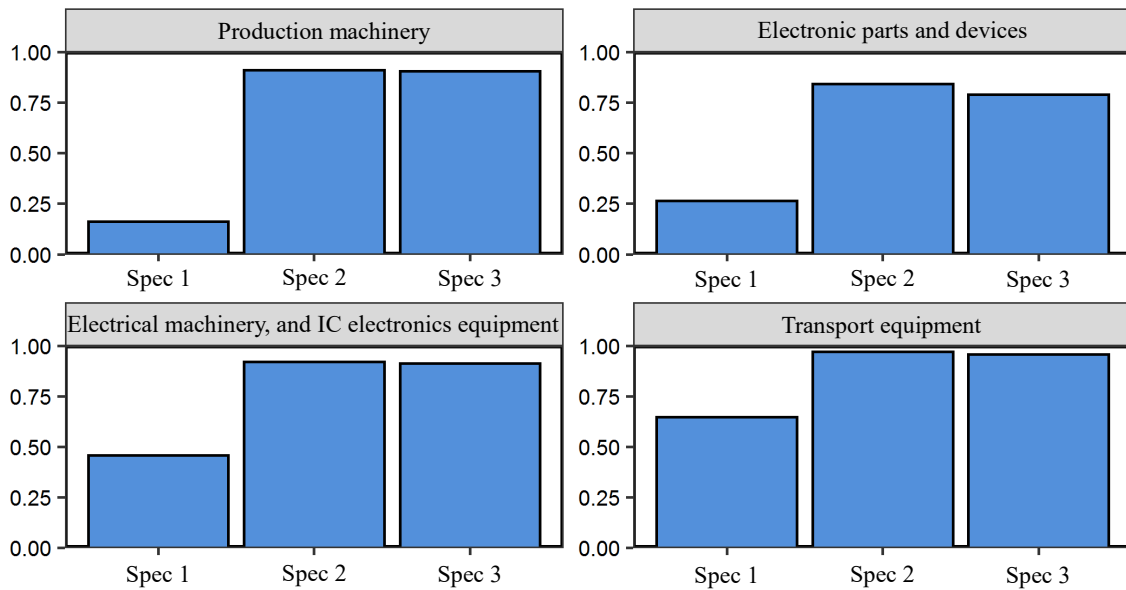 Production machinery
1.00
0.75
0.50
0.25
0.00
Spec 1 Spec 2 Spec 3
Electronic parts and devices
1.00
0.75
0.50
0.25
0.00
Spec 1 Spec 2 Spec 3
Electrical machinery, and IC electronics equipment
1.00
0.75
0.50
0.25
0.00
Spec 1 Spec 2 Spec 3
Transport equipment
1.00
0.75
0.50
0.25
0.00
Spec 1 Spec 2 Spec 3